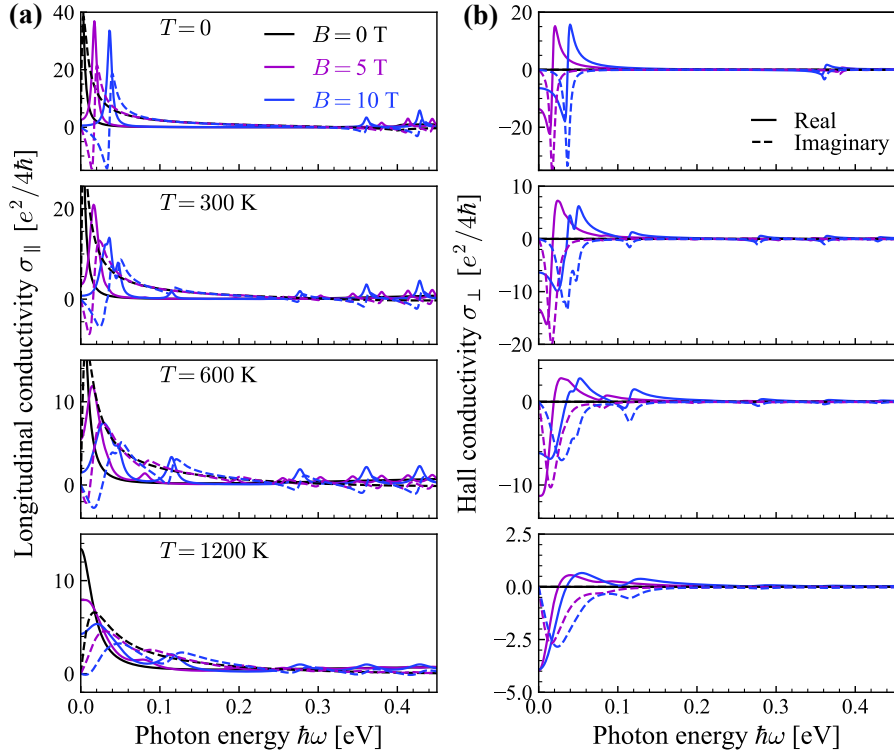 (a)
(b)
Longitudinal conductivity σ∥ [e²/4ħ]
40
20
0
T = 0
B = 0 T
B = 5 T
B = 10 T
20
0
T = 300 K
10
0
T = 600 K
10
0
T = 1200 K
0.0 0.1 0.2 0.3 0.4
Photon energy ħω [eV]
Hall conductivity σ⊥ [e²/4ħ]
20
0
−20
Real
Imaginary
10
0
−10
−20
0
−10
2.5
0.0
−2.5
−5.0
0.0 0.1 0.2 0.3 0.4
Photon energy ħω [eV]